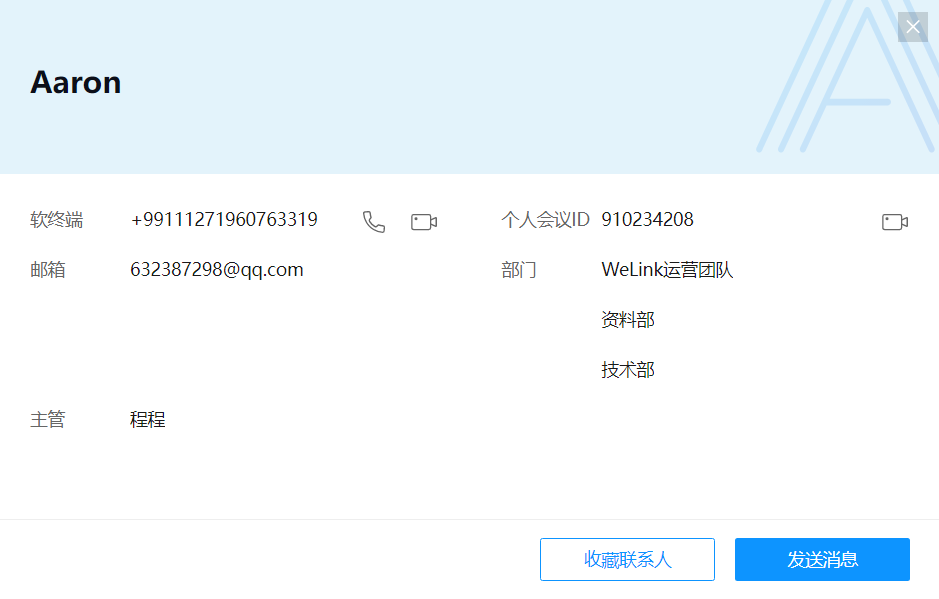 Aaron
软终端 +99111271960763319 个人会议ID 910234208
邮箱 632387298@qq.com 部门 WeLink运营团队
资料部
技术部
主管 程程
收藏联系人 发送消息